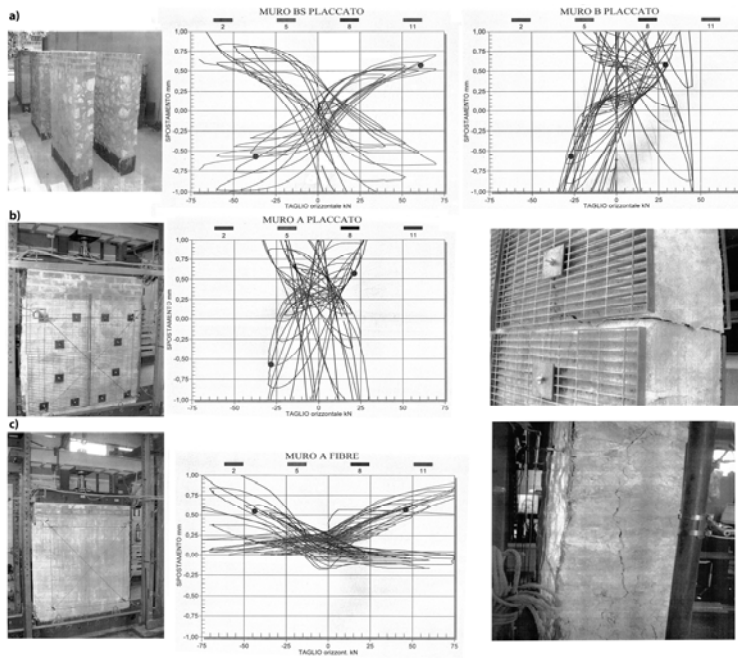 a)
MURO BS PLACCATO
2 5 8 11
1,00
0,75
0,50
0,25
0,00
-0,25
-0,50
-0,75
-1,00
SPOSTAMENTO mm
-75 -50 -25 0 25 50 75
TAGLIO orizzontale kN
MURO B PLACCATO
2 5 8 11
1,00
0,75
0,50
0,25
0,00
-0,25
-0,50
-0,75
-1,00
SPOSTAMENTO mm
-75 -50 -25 0 25 50 75
TAGLIO orizzontale kN
b)
MURO A PLACCATO
2 5 8 11
1,00
0,75
0,50
0,25
0,00
-0,25
-0,50
-0,75
-1,00
SPOSTAMENTO mm
-75 -50 -25 0 25 50 75
TAGLIO orizzontale kN
c)
MURO A FIBRE
2 5 8 11
1,00
0,75
0,50
0,25
0,00
-0,25
-0,50
-0,75
-1,00
SPOSTAMENTO mm
-75 -50 -25 0 25 50 75
TAGLIO orizzont. kN